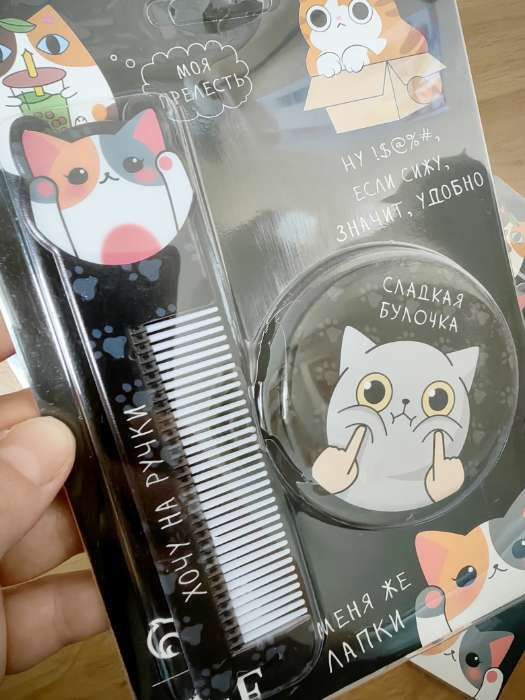 МОЯ
ПРЕЛЕСТЬ
НУ !$@%#,
ЕСЛИ СИЖУ,
ЗНАЧИТ, УДОБНО
СЛАДКАЯ
БУЛОЧКА
ХОЧУ НА РУЧКИ
МЕНЯ ЖЕ
ЛАПКИ